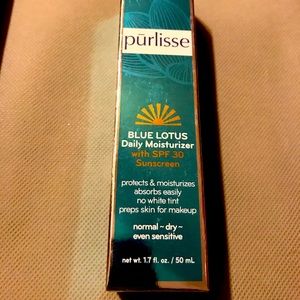 pūrlisse
BLUE LOTUS
Daily Moisturizer
with SPF 30
Sunscreen
protects & moisturizes
absorbs easily
no white tint
preps skin for makeup
normal ~ dry ~
even sensitive
net wt. 1.7 fl. oz. / 50 mL